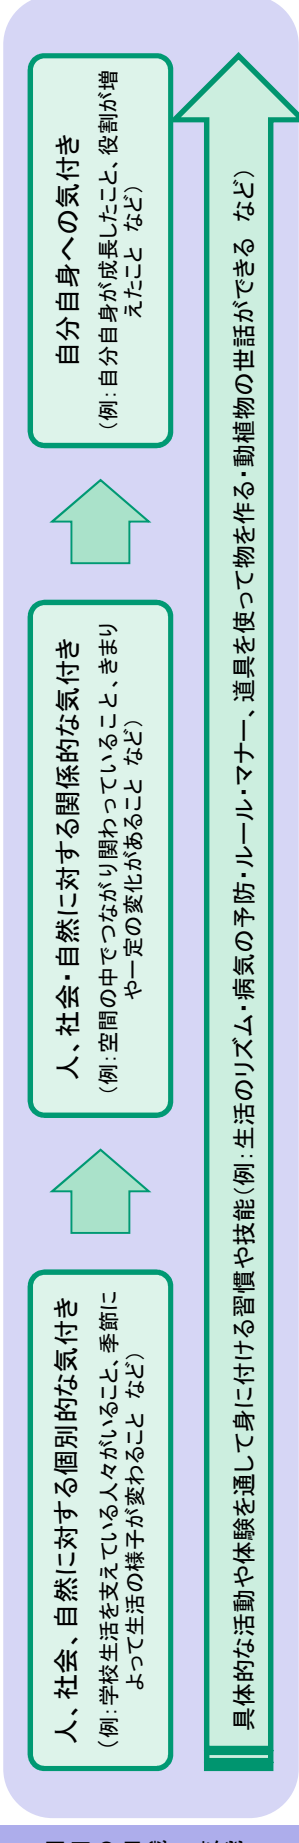 人、社会、自然に対する個別的な気付き
（例：学校生活を支えている人々がいること、季節に
よって生活の様子が変わること など）
人、社会・自然に対する関係的な気付き
（例：空間の中でつながり関わっていること、きまり
や一定の変化があること など）
自分自身への気付き
（例：自分自身が成長したこと、役割が増
えたこと など）
具体的な活動や体験を通して身に付ける習慣や技能（例：生活のリズム・病気の予防・ルール・マナー、道具を使って物を作る・動植物の世話ができる など）